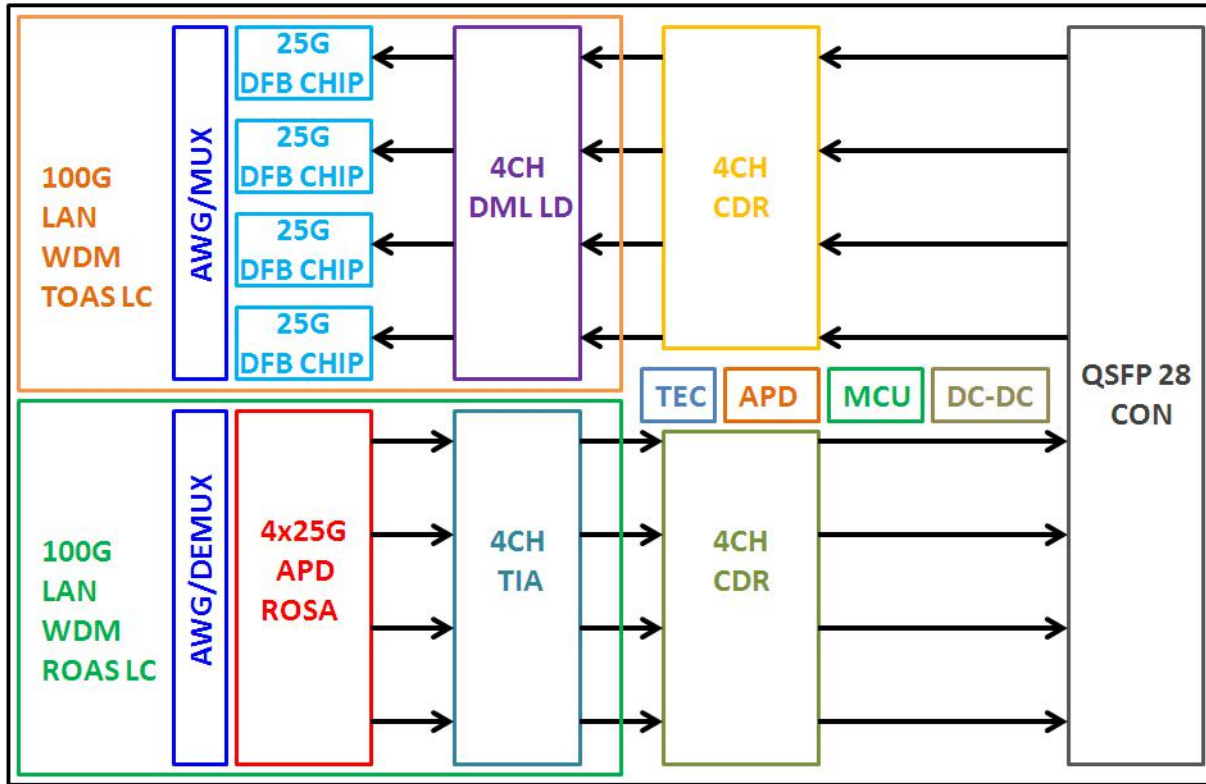 100G
LAN
WDM
TOAS LC
AWG/MUX
25G
DFB CHIP
25G
DFB CHIP
25G
DFB CHIP
25G
DFB CHIP
4CH
DML LD
4CH
CDR
QSFP 28
CON
TEC
APD
MCU
DC-DC
100G
LAN
WDM
ROAS LC
AWG/DEMUX
4x25G
APD
ROSA
4CH
TIA
4CH
CDR